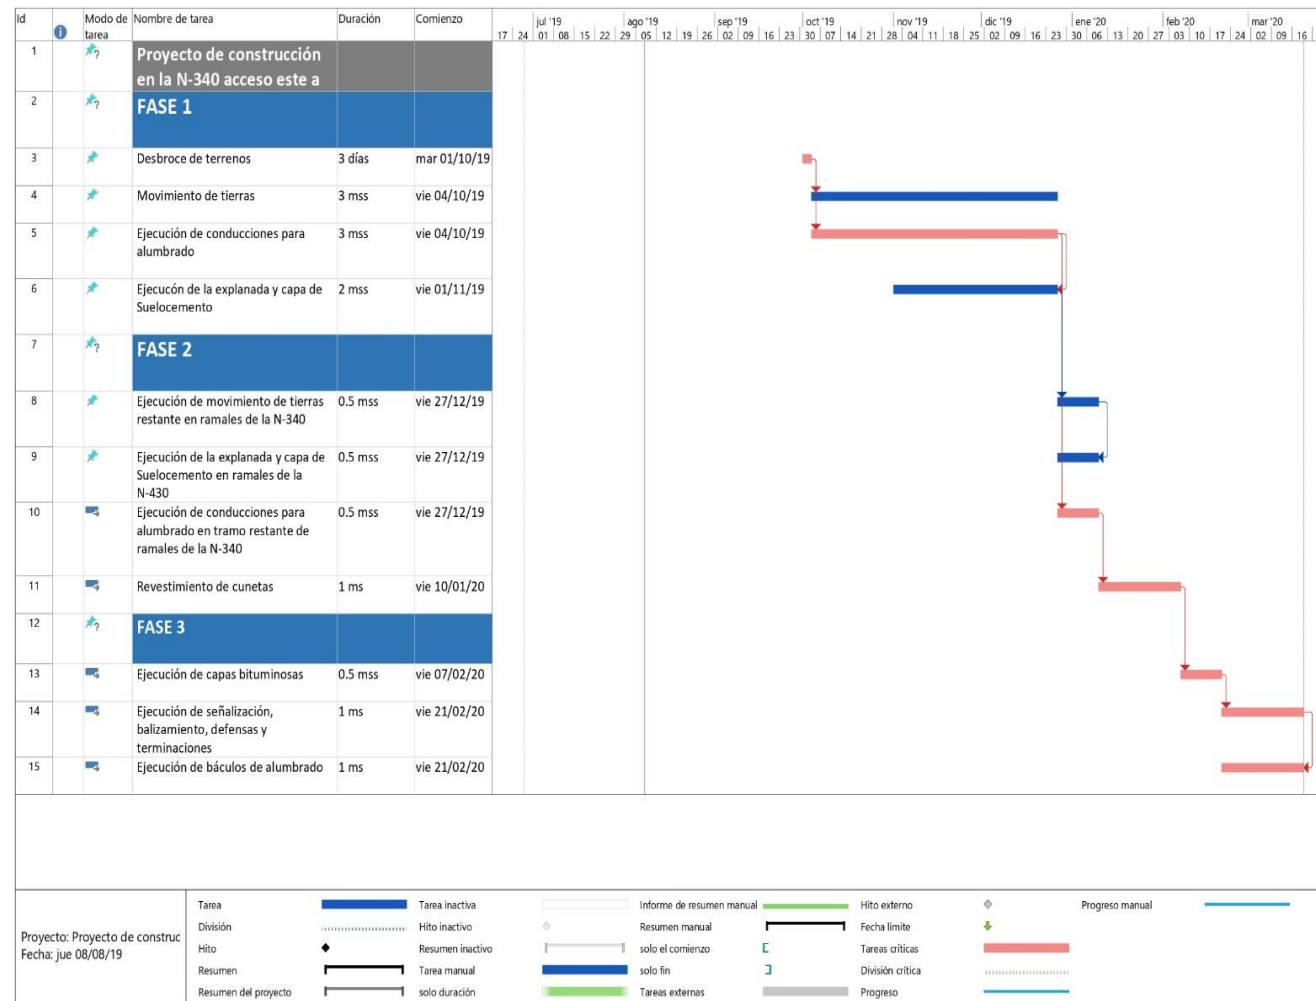 Id
Modo de
tarea
Nombre de tarea
Duración
Comienzo
jul '19
ago '19
sep '19
oct '19
nov '19
dic '19
ene '20
feb '20
mar '20
17 24 01 08 15 22 29 05 12 19 26 02 09 16 23 30 07 14 21 28 04 11 18 25 02 09 16 23 30 06 13 20 27 03 10 17 24 02 09 16
1
Proyecto de construcción
en la N-340 acceso este a
2
FASE 1
3 Desbroce de terrenos 3 días mar 01/10/19
4 Movimiento de tierras 3 mss vie 04/10/19
5 Ejecución de conducciones para 3 mss vie 04/10/19
alumbrado
6 Ejecucón de la explanada y capa de 2 mss vie 01/11/19
Suelocemento
7
FASE 2
8 Ejecución de movimiento de tierras 0.5 mss vie 27/12/19
restante en ramales de la N-340
9 Ejecución de la explanada y capa de 0.5 mss vie 27/12/19
Suelocemento en ramales de la
N-430
10 Ejecución de conducciones para 0.5 mss vie 27/12/19
alumbrado en tramo restante de
ramales de la N-340
11 Revestimiento de cunetas 1 ms vie 10/01/20
12
FASE 3
13 Ejecución de capas bituminosas 0.5 mss vie 07/02/20
14 Ejecución de señalización, 1 ms vie 21/02/20
balizamiento, defensas y
terminaciones
15 Ejecución de báculos de alumbrado 1 ms vie 21/02/20
Proyecto: Proyecto de construc
Fecha: jue 08/08/19
Tarea
División
Hito
Resumen
Resumen del proyecto
Tarea inactiva
Hito inactivo
Resumen inactivo
Tarea manual
solo duración
Informe de resumen manual
Resumen manual
solo el comienzo
solo fin
Tareas externas
Hito externo
Fecha límite
Tareas críticas
División crítica
Progreso
Progreso manual